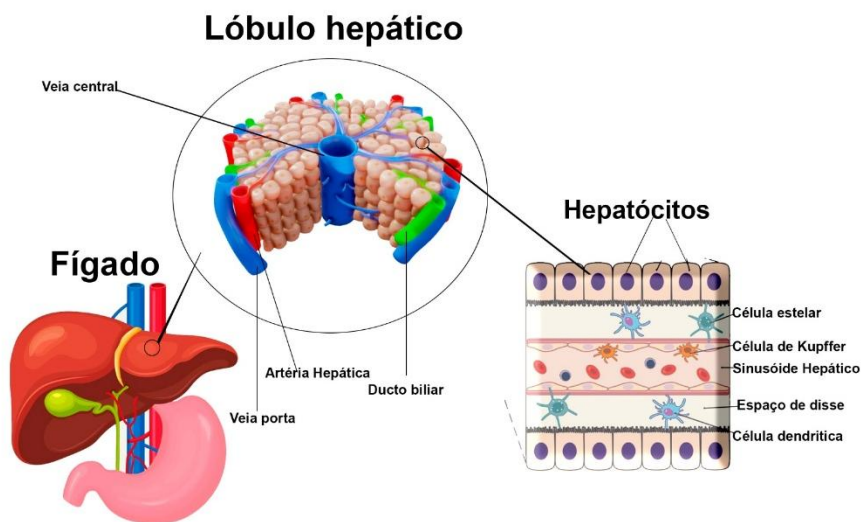 Lóbulo hepático
Veia central
Hepatócitos
Fígado
Célula estelar
Célula de Kupffer
Sinusóide Hepático
Artéria Hepática
Ducto biliar
Veia porta
Espaço de disse
Célula dendritica